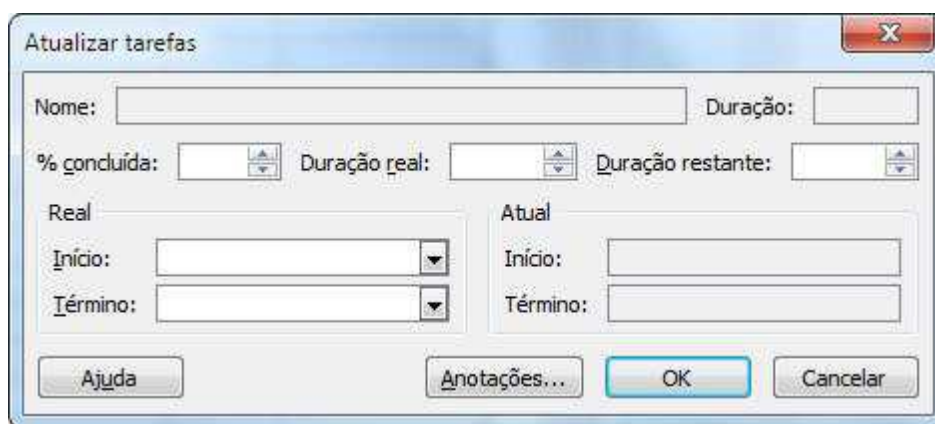 Atualizar tarefas
Nome: Duração:
% concluída: Duração real: Duração restante:
Real Atual
Início: Início:
Término: Término:
Ajuda Anotações... OK Cancelar